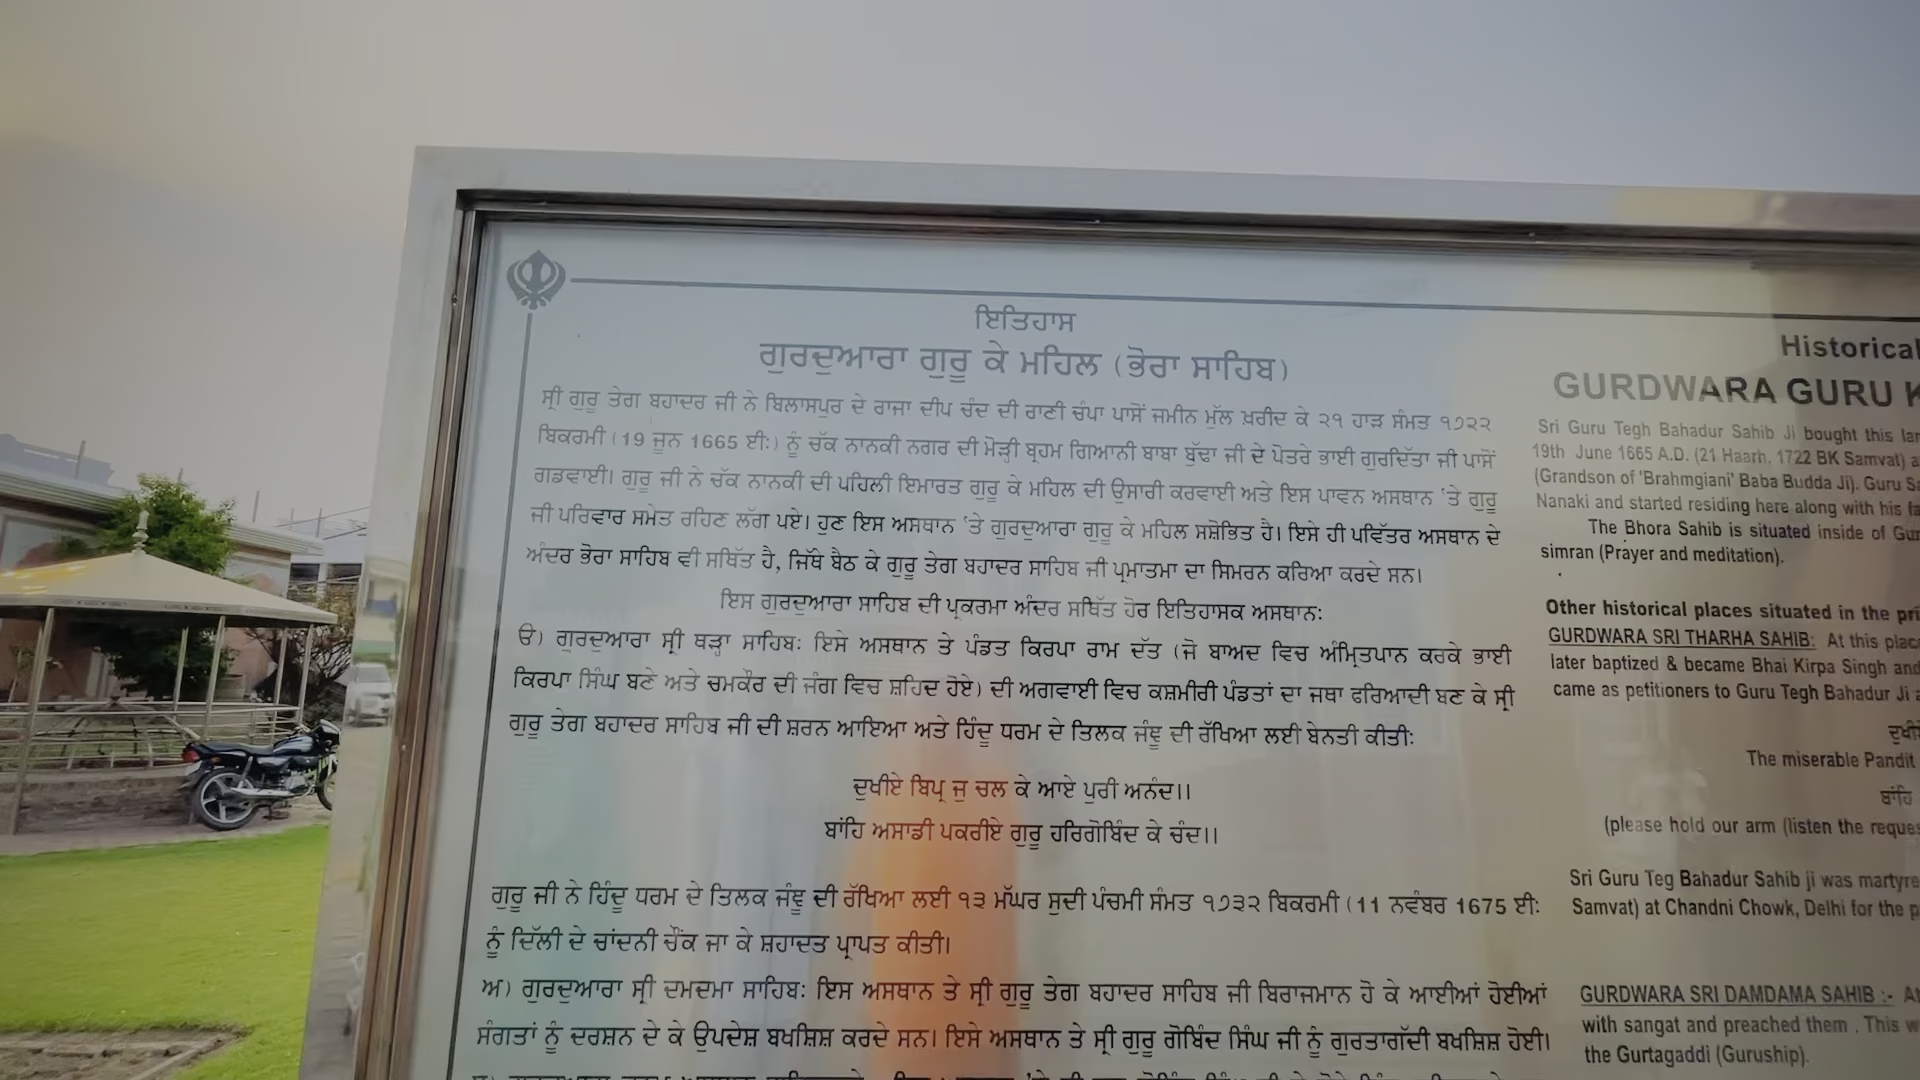 ਇਤਿਹਾਸ
ਗੁਰਦੁਆਰਾ ਗੁਰੂ ਕੇ ਮਹਿਲ (ਭੋਰਾ ਸਾਹਿਬ)
ਸ੍ਰੀ ਗੁਰੂ ਤੇਗ ਬਹਾਦਰ ਜੀ ਨੇ ਬਿਲਾਸਪੁਰ ਦੇ ਰਾਜਾ ਦੀਪ ਚੰਦ ਦੀ ਰਾਣੀ ਚੰਪਾ ਪਾਸੋਂ ਜਮੀਨ ਮੁੱਲ ਖ਼ਰੀਦ ਕੇ ੨੧ ਹਾੜ ਸੰਮਤ ੧੭੨੨
ਬਿਕਰਮੀ (19 ਜੂਨ 1665 ਈ:) ਨੂੰ ਚੱਕ ਨਾਨਕੀ ਨਗਰ ਦੀ ਮੋੜ੍ਹੀ ਬ੍ਰਹਮ ਗਿਆਨੀ ਬਾਬਾ ਬੁੱਢਾ ਜੀ ਦੇ ਪੋਤਰੇ ਭਾਈ ਗੁਰਦਿੱਤਾ ਜੀ ਪਾਸੋਂ
ਗਡਵਾਈ। ਗੁਰੂ ਜੀ ਨੇ ਚੱਕ ਨਾਨਕੀ ਦੀ ਪਹਿਲੀ ਇਮਾਰਤ ਗੁਰੂ ਕੇ ਮਹਿਲ ਦੀ ਉਸਾਰੀ ਕਰਵਾਈ ਅਤੇ ਇਸ ਪਾਵਨ ਅਸਥਾਨ 'ਤੇ ਗੁਰੂ
ਜੀ ਪਰਿਵਾਰ ਸਮੇਤ ਰਹਿਣ ਲੱਗ ਪਏ। ਹੁਣ ਇਸ ਅਸਥਾਨ 'ਤੇ ਗੁਰਦੁਆਰਾ ਗੁਰੂ ਕੇ ਮਹਿਲ ਸਸ਼ੋਭਿਤ ਹੈ। ਇਸੇ ਹੀ ਪਵਿੱਤਰ ਅਸਥਾਨ ਦੇ
ਅੰਦਰ ਭੋਰਾ ਸਾਹਿਬ ਵੀ ਸਥਿੱਤ ਹੈ, ਜਿੱਥੇ ਬੈਠ ਕੇ ਗੁਰੂ ਤੇਗ ਬਹਾਦਰ ਸਾਹਿਬ ਜੀ ਪ੍ਰਮਾਤਮਾ ਦਾ ਸਿਮਰਨ ਕਰਿਆ ਕਰਦੇ ਸਨ।
ਇਸ ਗੁਰਦੁਆਰਾ ਸਾਹਿਬ ਦੀ ਪ੍ਰਕਰਮਾ ਅੰਦਰ ਸਥਿੱਤ ਹੋਰ ਇਤਿਹਾਸਕ ਅਸਥਾਨ:
ੳ) ਗੁਰਦੁਆਰਾ ਸ੍ਰੀ ਥੜ੍ਹਾ ਸਾਹਿਬ: ਇਸੇ ਅਸਥਾਨ ਤੇ ਪੰਡਤ ਕਿਰਪਾ ਰਾਮ ਦੱਤ (ਜੋ ਬਾਅਦ ਵਿਚ ਅੰਮ੍ਰਿਤਪਾਨ ਕਰਕੇ ਭਾਈ
ਕਿਰਪਾ ਸਿੰਘ ਬਣੇ ਅਤੇ ਚਮਕੌਰ ਦੀ ਜੰਗ ਵਿਚ ਸ਼ਹਿਦ ਹੋਏ) ਦੀ ਅਗਵਾਈ ਵਿਚ ਕਸ਼ਮੀਰੀ ਪੰਡਤਾਂ ਦਾ ਜਥਾ ਫਰਿਆਦੀ ਬਣ ਕੇ ਸ੍ਰੀ
ਗੁਰੂ ਤੇਗ ਬਹਾਦਰ ਸਾਹਿਬ ਜੀ ਦੀ ਸ਼ਰਨ ਆਇਆ ਅਤੇ ਹਿੰਦੂ ਧਰਮ ਦੇ ਤਿਲਕ ਜੰਞੂ ਦੀ ਰੱਖਿਆ ਲਈ ਬੇਨਤੀ ਕੀਤੀ:
ਦੁਖੀਏ ਬਿਪ੍ਰ ਜੁ ਚਲ ਕੇ ਆਏ ਪੁਰੀ ਅਨੰਦ।।
ਬਾਂਹਿ ਅਸਾਡੀ ਪਕਰੀਏ ਗੁਰੂ ਹਰਿਗੋਬਿੰਦ ਕੇ ਚੰਦ।।
ਗੁਰੂ ਜੀ ਨੇ ਹਿੰਦੂ ਧਰਮ ਦੇ ਤਿਲਕ ਜੰਞੂ ਦੀ ਰੱਖਿਆ ਲਈ ੧੩ ਮੱਘਰ ਸੁਦੀ ਪੰਚਮੀ ਸੰਮਤ ੧੭੩੨ ਬਿਕਰਮੀ (11 ਨਵੰਬਰ 1675 ਈ:
ਨੂੰ ਦਿੱਲੀ ਦੇ ਚਾਂਦਨੀ ਚੌਂਕ ਜਾ ਕੇ ਸ਼ਹਾਦਤ ਪ੍ਰਾਪਤ ਕੀਤੀ।
ਅ) ਗੁਰਦੁਆਰਾ ਸ੍ਰੀ ਦਮਦਮਾ ਸਾਹਿਬ: ਇਸ ਅਸਥਾਨ ਤੇ ਸ੍ਰੀ ਗੁਰੂ ਤੇਗ ਬਹਾਦਰ ਸਾਹਿਬ ਜੀ ਬਿਰਾਜਮਾਨ ਹੋ ਕੇ ਆਈਆਂ ਹੋਈਆਂ
ਸੰਗਤਾਂ ਨੂੰ ਦਰਸ਼ਨ ਦੇ ਕੇ ਉਪਦੇਸ਼ ਬਖਸ਼ਿਸ਼ ਕਰਦੇ ਸਨ। ਇਸੇ ਅਸਥਾਨ ਤੇ ਸ੍ਰੀ ਗੁਰੂ ਗੋਬਿੰਦ ਸਿੰਘ ਜੀ ਨੂੰ ਗੁਰਤਾਗੱਦੀ ਬਖਸ਼ਿਸ਼ ਹੋਈ।
Historical
GURDWARA GURU
Sri Guru Tegh Bahadur Sahib Ji bought this
19th June 1665 A.D. (21 Haarh, 1722 BK Samvat)
(Grandson of 'Brahmgiani' Baba Budda Ji). Guru
Nanaki and started residing here along with his
The Bhora Sahib is situated inside of
simran (Prayer and meditation).
Other historical places situated in the
GURDWARA SRI THARHA SAHIB: At this
later baptized & became Bhai Kirpa Singh and
came as petitioners to Guru Tegh Bahadur Ji
The miserable Pandit
ਬਾਂਹਿ
(please hold our arm (listen the
Sri Guru Teg Bahadur Sahib ji was
Samvat) at Chandni Chowk, Delhi for the
GURDWARA SRI DAMDAMA SAHIB :-
with sangat and preached them . This
the Gurtagaddi (Guruship).